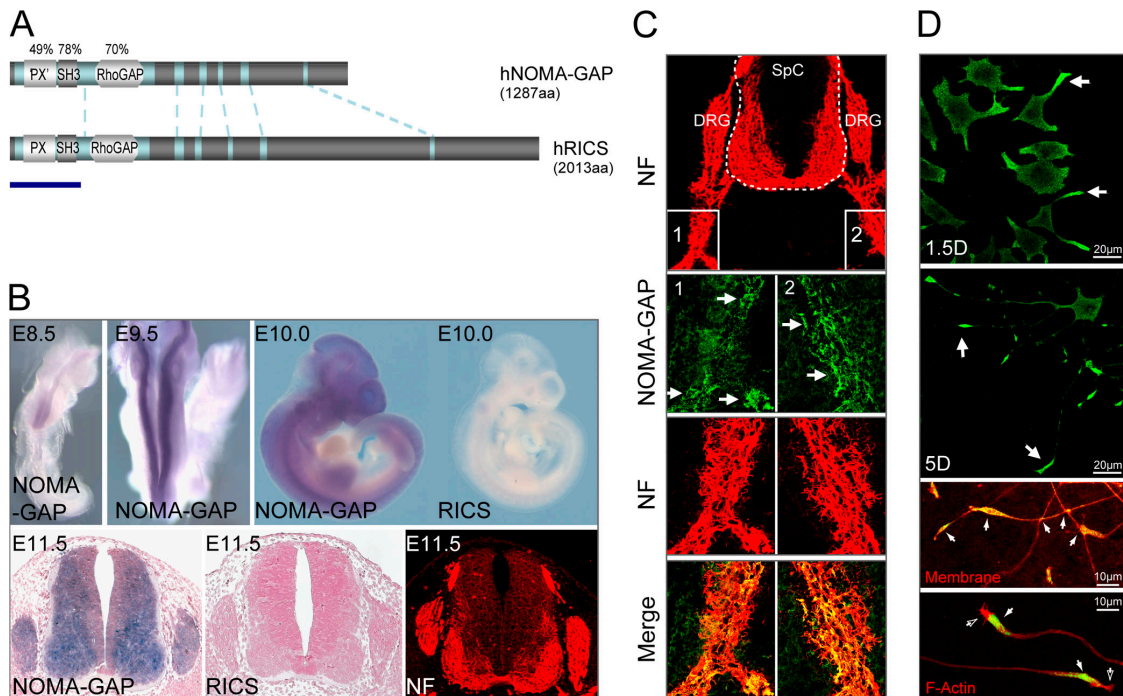 A
49% 78% 70%
PX' SH3 RhoGAP
hNOMA-GAP
(1287aa)
PX SH3 RhoGAP
hRICS
(2013aa)
B
E8.5
NOMA
-GAP
E9.5
NOMA-GAP
E10.0
NOMA-GAP
E10.0
RICS
E11.5
NOMA-GAP
E11.5
RICS
E11.5
NF
C
NF
SpC
DRG
DRG
1
2
NOMA-GAP
1
2
NF
Merge
D
1.5D
20µm
5D
20µm
Membrane
10µm
10µm
F-Actin